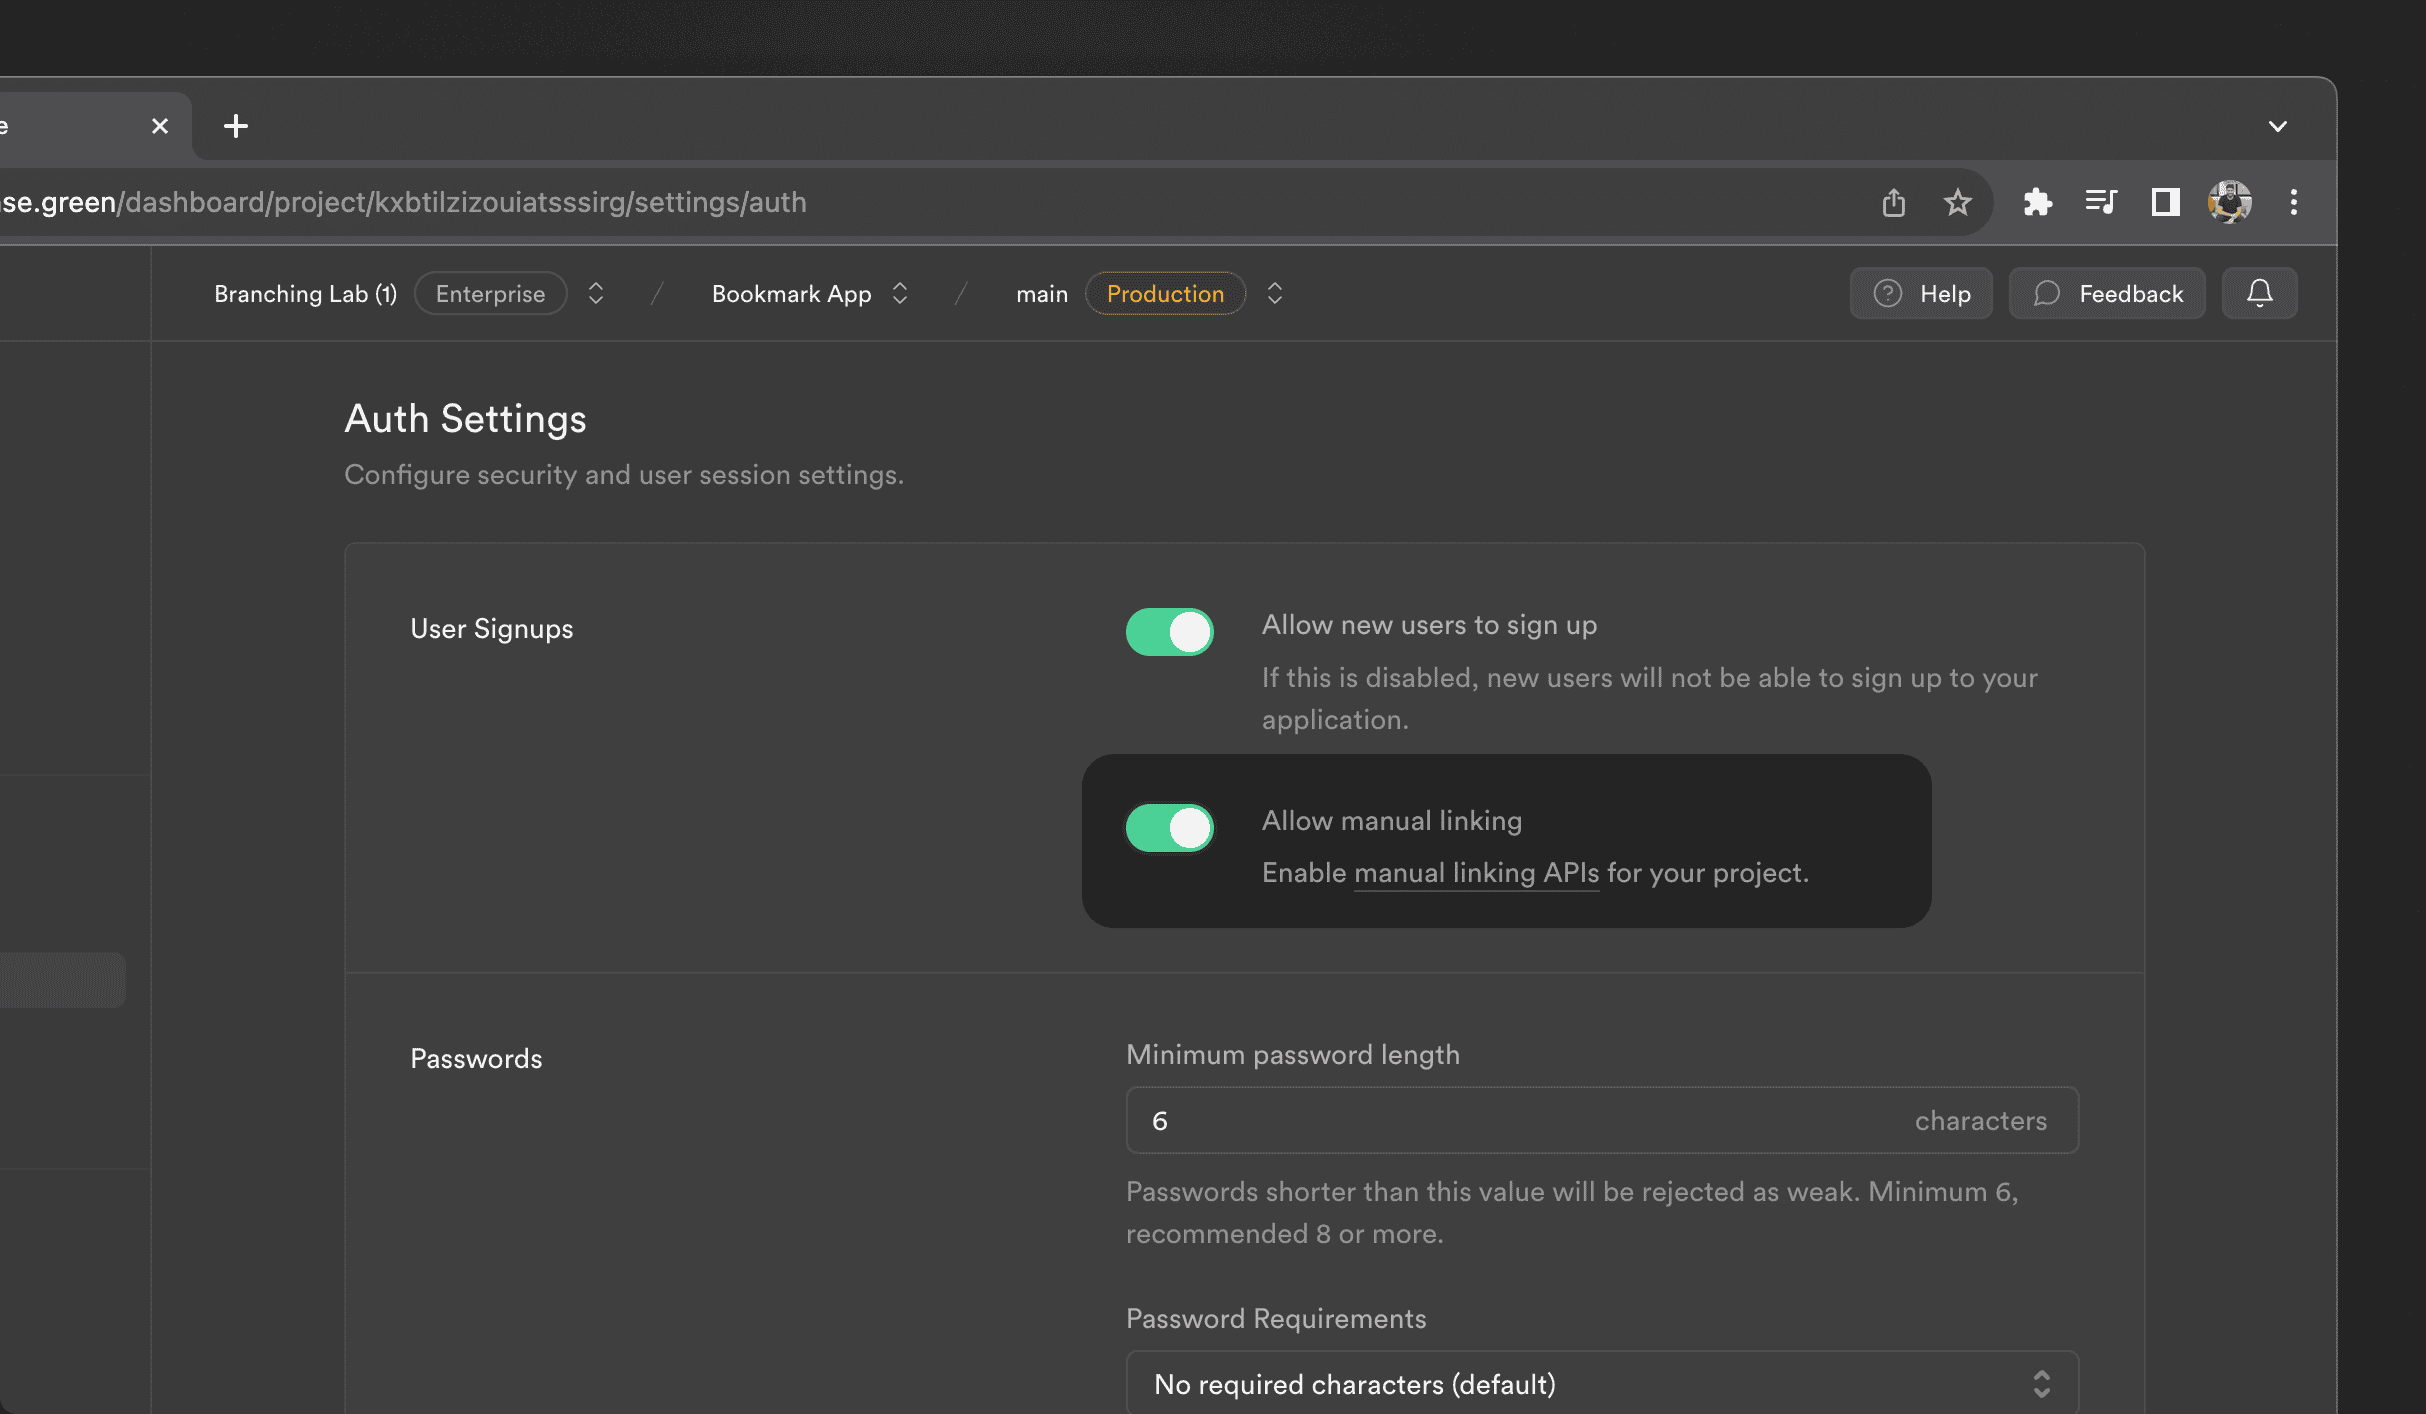 e
se.green/dashboard/project/kxbtilzizouiatsssirg/settings/auth
Branching Lab (1) Enterprise / Bookmark App / main Production Help Feedback
Auth Settings
Configure security and user session settings.
User Signups
Allow new users to sign up
If this is disabled, new users will not be able to sign up to your
application.
Allow manual linking
Enable manual linking APIs for your project.
Passwords
Minimum password length
6 characters
Passwords shorter than this value will be rejected as weak. Minimum 6,
recommended 8 or more.
Password Requirements
No required characters (default)